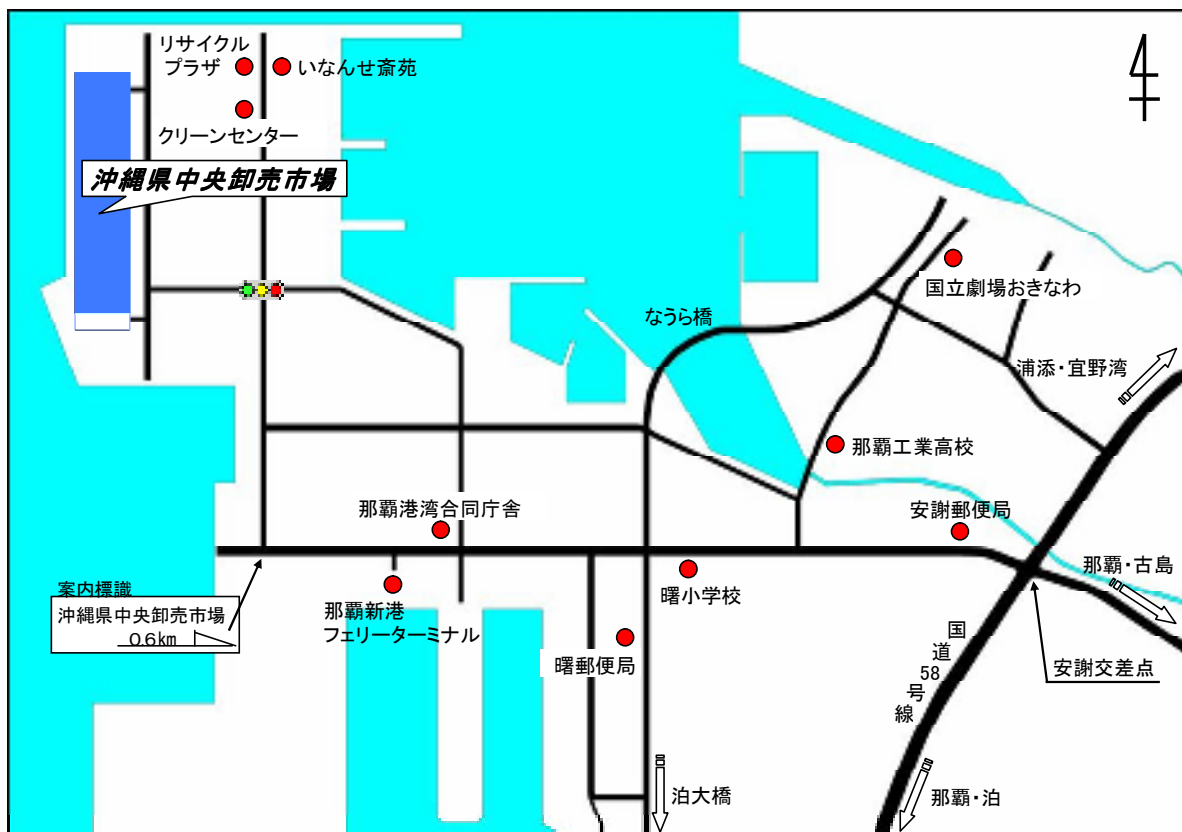 リサイクル
プラザ
いなんせ斎苑
クリーンセンター
沖縄県中央卸売市場
国立劇場おきなわ
なうら橋
浦添・宜野湾
那覇工業高校
那覇港湾合同庁舎
安謝郵便局
那覇・古島
案内標識
沖縄県中央卸売市場
0.6km
那覇新港
フェリーターミナル
曙小学校
曙郵便局
国道58号線
安謝交差点
泊大橋
那覇・泊